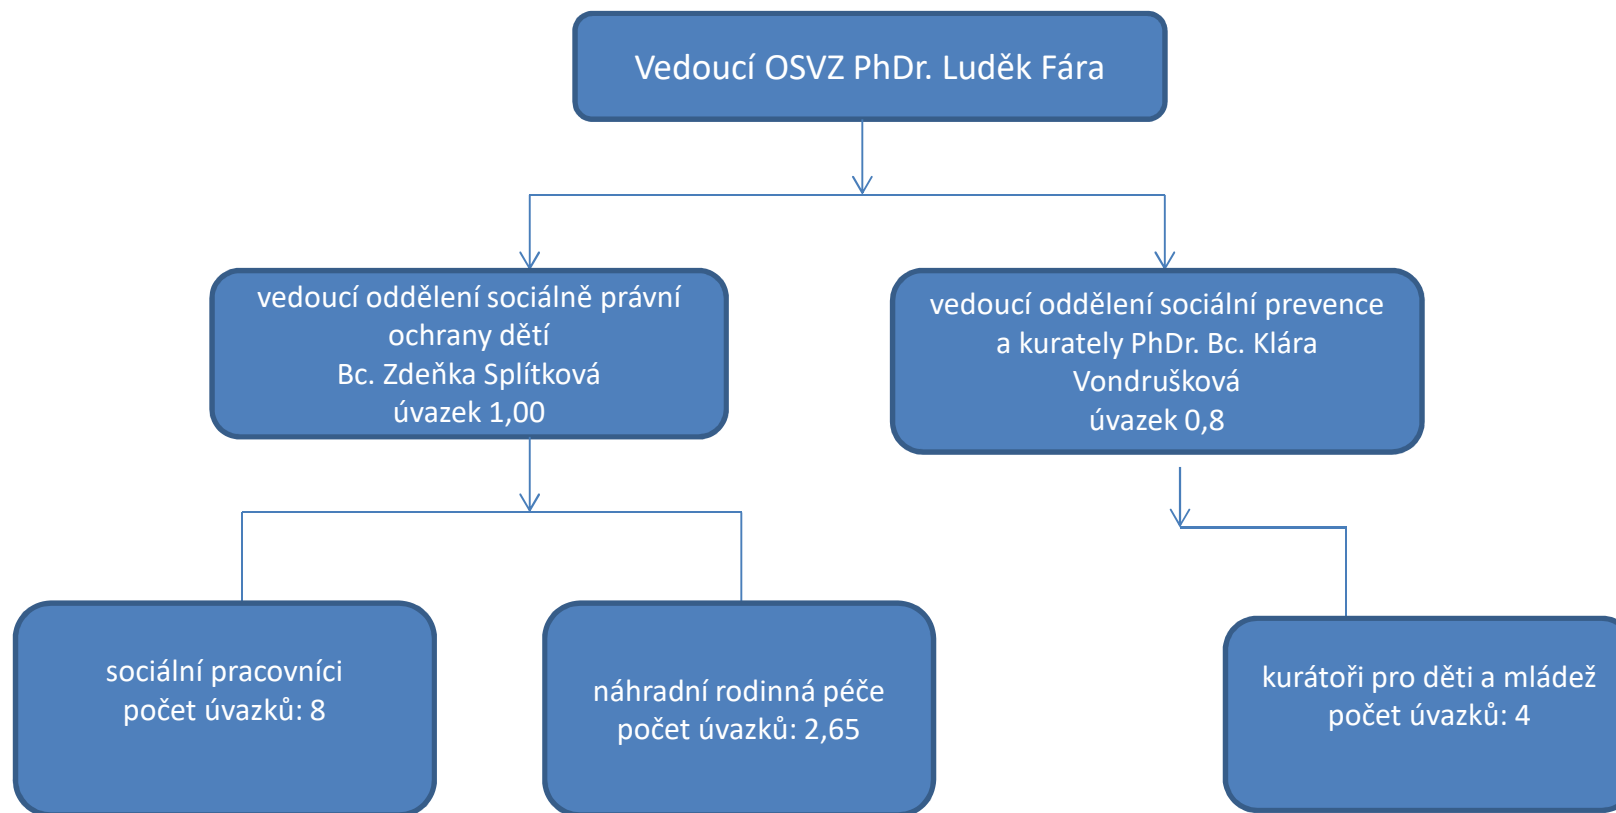 Vedoucí OSVZ PhDr. Luděk Fára
vedoucí oddělení sociálně právní
ochrany dětí
Bc. Zdeňka Splítková
úvazek 1,00
vedoucí oddělení sociální prevence
a kurately PhDr. Bc. Klára
Vondrušková
úvazek 0,8
sociální pracovníci
počet úvazků: 8
náhradní rodinná péče
počet úvazků: 2,65
kurátoři pro děti a mládež
počet úvazků: 4